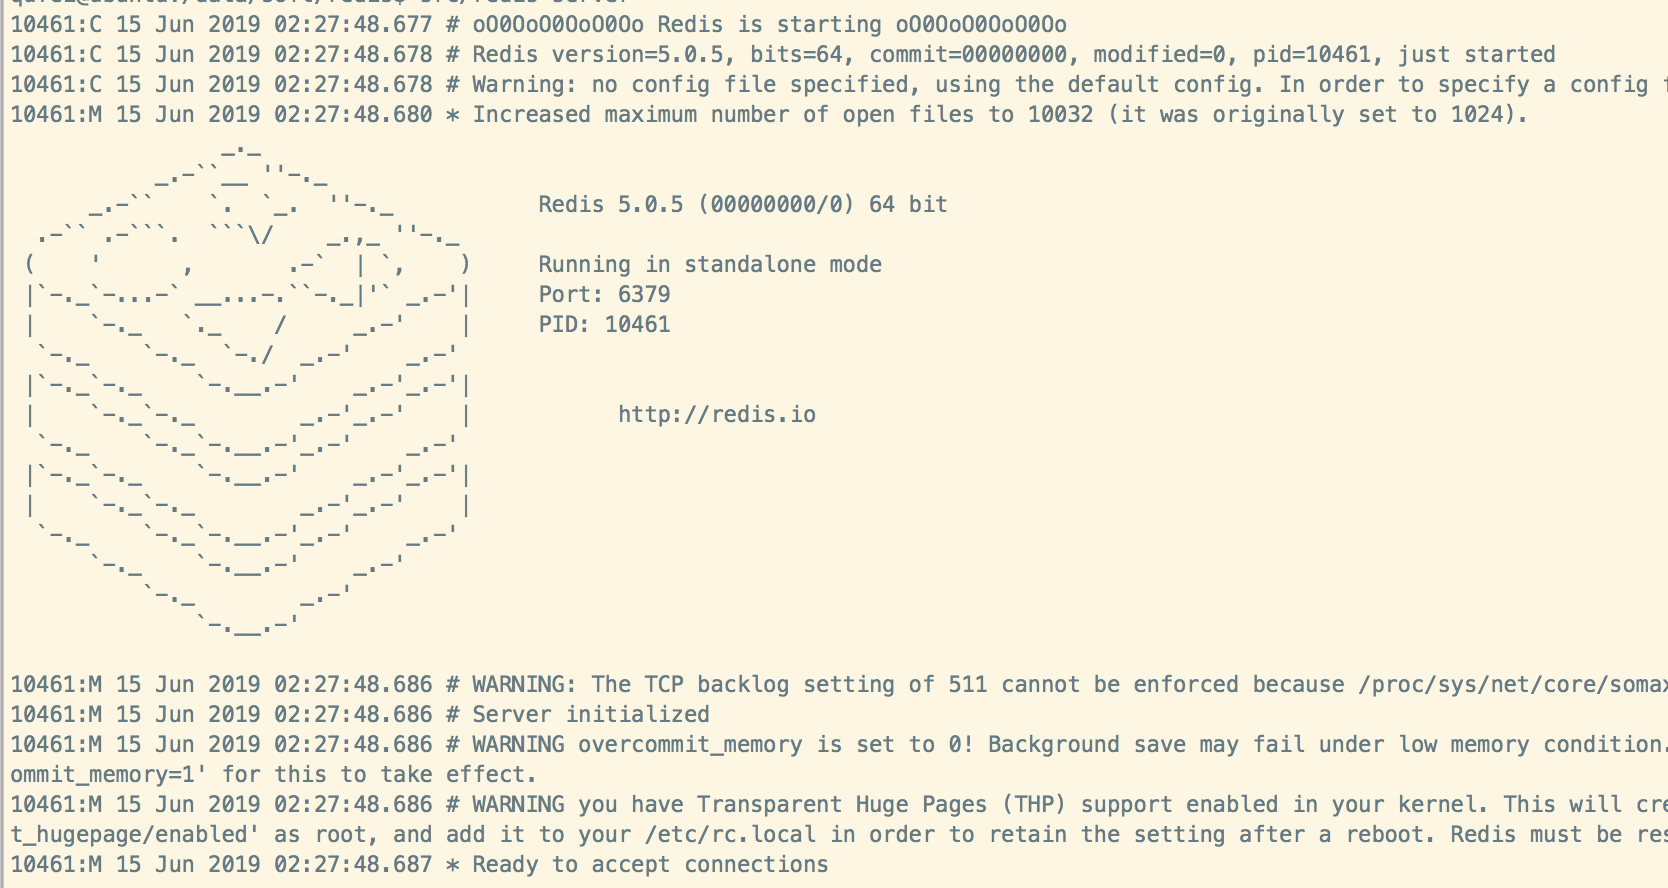 10461:C 15 Jun 2019 02:27:48.677 # oO0OoO0OoO0Oo Redis is starting oO0OoO0OoO0Oo
10461:C 15 Jun 2019 02:27:48.678 # Redis version=5.0.5, bits=64, commit=00000000, modified=0, pid=10461, just started
10461:C 15 Jun 2019 02:27:48.678 # Warning: no config file specified, using the default config. In order to specify a config
10461:M 15 Jun 2019 02:27:48.680 * Increased maximum number of open files to 10032 (it was originally set to 1024).
Redis 5.0.5 (00000000/0) 64 bit
Running in standalone mode
Port: 6379
PID: 10461
http://redis.io
10461:M 15 Jun 2019 02:27:48.686 # WARNING: The TCP backlog setting of 511 cannot be enforced because /proc/sys/net/core/somax
10461:M 15 Jun 2019 02:27:48.686 # Server initialized
10461:M 15 Jun 2019 02:27:48.686 # WARNING overcommit_memory is set to 0! Background save may fail under low memory condition.
ommit_memory=1' for this to take effect.
10461:M 15 Jun 2019 02:27:48.686 # WARNING you have Transparent Huge Pages (THP) support enabled in your kernel. This will cre
t_hugepage/enabled' as root, and add it to your /etc/rc.local in order to retain the setting after a reboot. Redis must be res
10461:M 15 Jun 2019 02:27:48.687 * Ready to accept connections